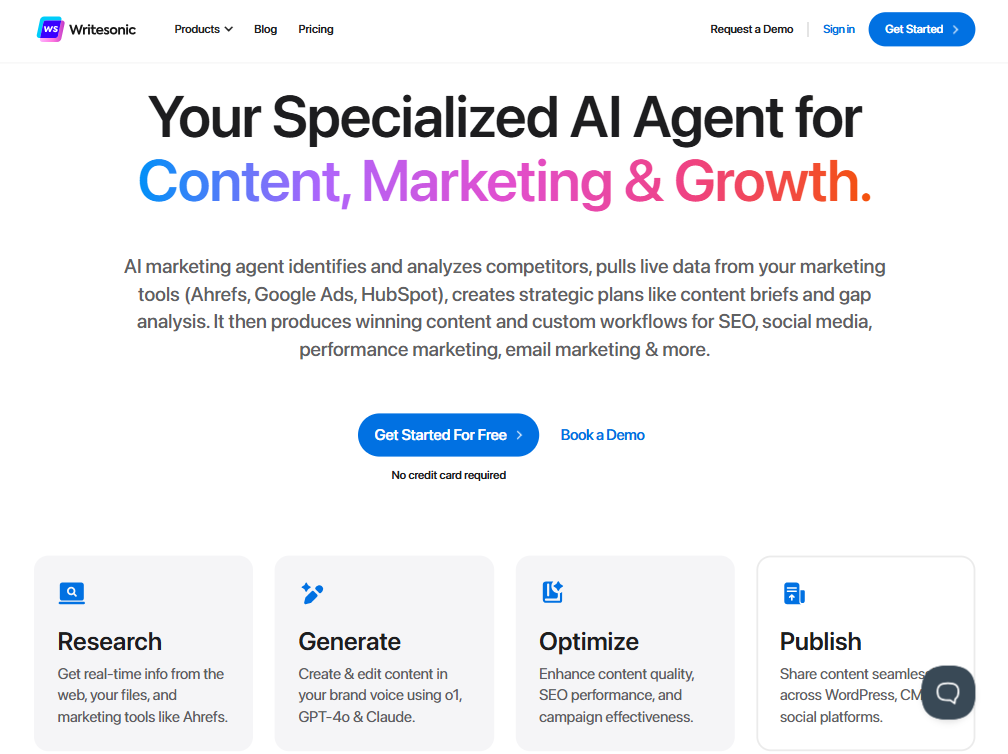 WS Writesonic Products Blog Pricing Request a Demo Sign in Get Started
Your Specialized AI Agent for
Content, Marketing & Growth.
AI marketing agent identifies and analyzes competitors, pulls live data from your marketing
tools (Ahrefs, Google Ads, HubSpot), creates strategic plans like content briefs and gap
analysis. It then produces winning content and custom workflows for SEO, social media,
performance marketing, email marketing & more.
Get Started For Free Book a Demo
No credit card required
Research
Get real-time info from the
web, your files, and
marketing tools like Ahrefs.
Generate
Create & edit content in
your brand voice using o1,
GPT-4o & Claude.
Optimize
Enhance content quality,
SEO performance, and
campaign effectiveness.
Publish
Share content
across WordPress,
social platforms.